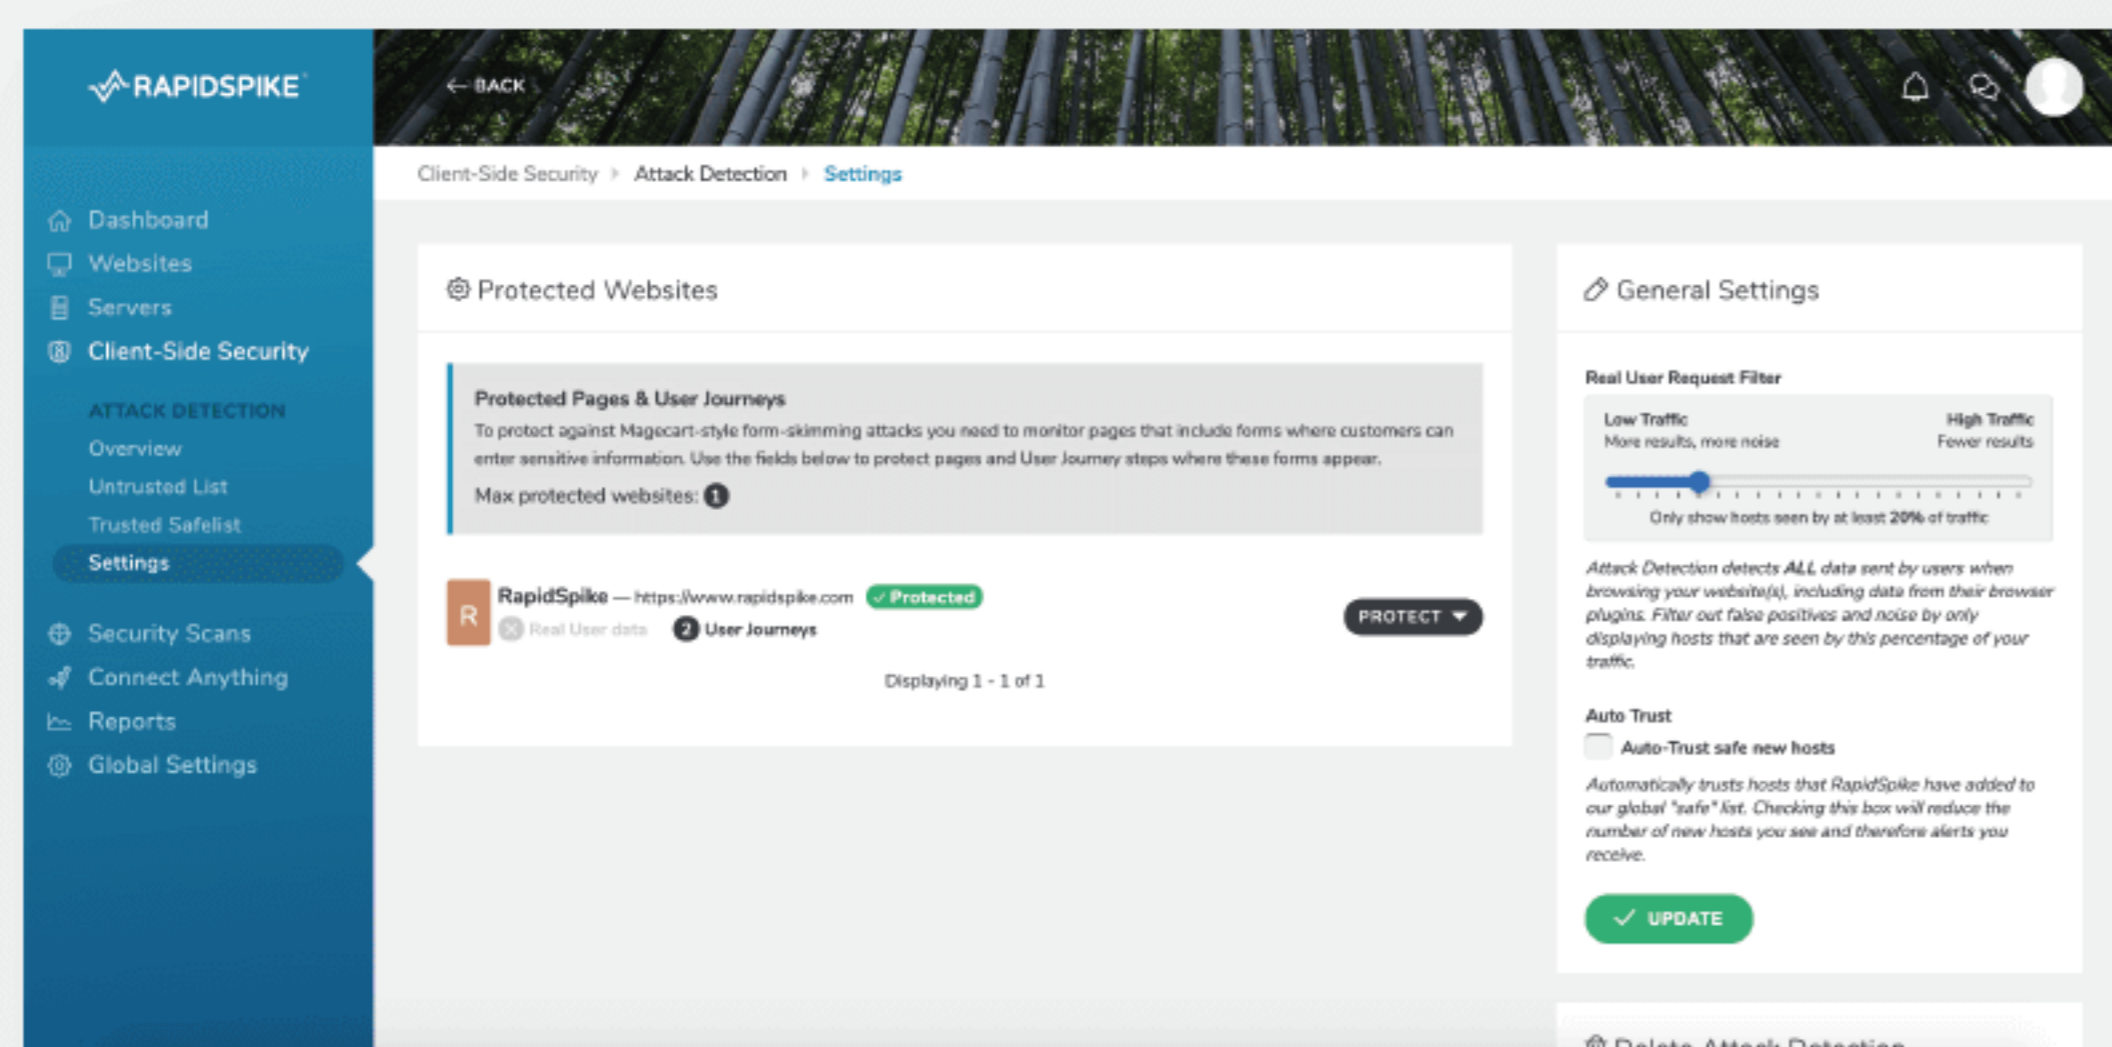 RAPIDSPIKE
← BACK
Client-Side Security
Attack Detection
Settings
Dashboard
Websites
Servers
Client-Side Security
ATTACK DETECTION
Overview
Untrusted List
Trusted Safelist
Settings
Security Scans
Connect Anything
Reports
Global Settings
Protected Websites
Protected Pages & User Journeys
To protect against Magecart-style form-skimming attacks you need to monitor pages that include forms where customers can
enter sensitive information. Use the fields below to protect pages and User Journey steps where these forms appear.
Max protected websites: 1
R
RapidSpike — https://www.rapidspike.com ✓ Protected
Real User data 2 User Journeys
PROTECT
Displaying 1 - 1 of 1
General Settings
Real User Request Filter
Low Traffic High Traffic
More results, more noise Fewer results
Only show hosts seen by at least 20% of traffic
Attack Detection detects ALL data sent by users when
browsing your website(s), including data from their browser
plugins. Filter out false positives and noise by only
displaying hosts that are seen by this percentage of your
traffic.
Auto Trust
Auto-Trust safe new hosts
Automatically trusts hosts that RapidSpike have added to
our global "safe" list. Checking this box will reduce the
number of new hosts you see and therefore alerts you
receive.
✓ UPDATE
Delete Attack Detection